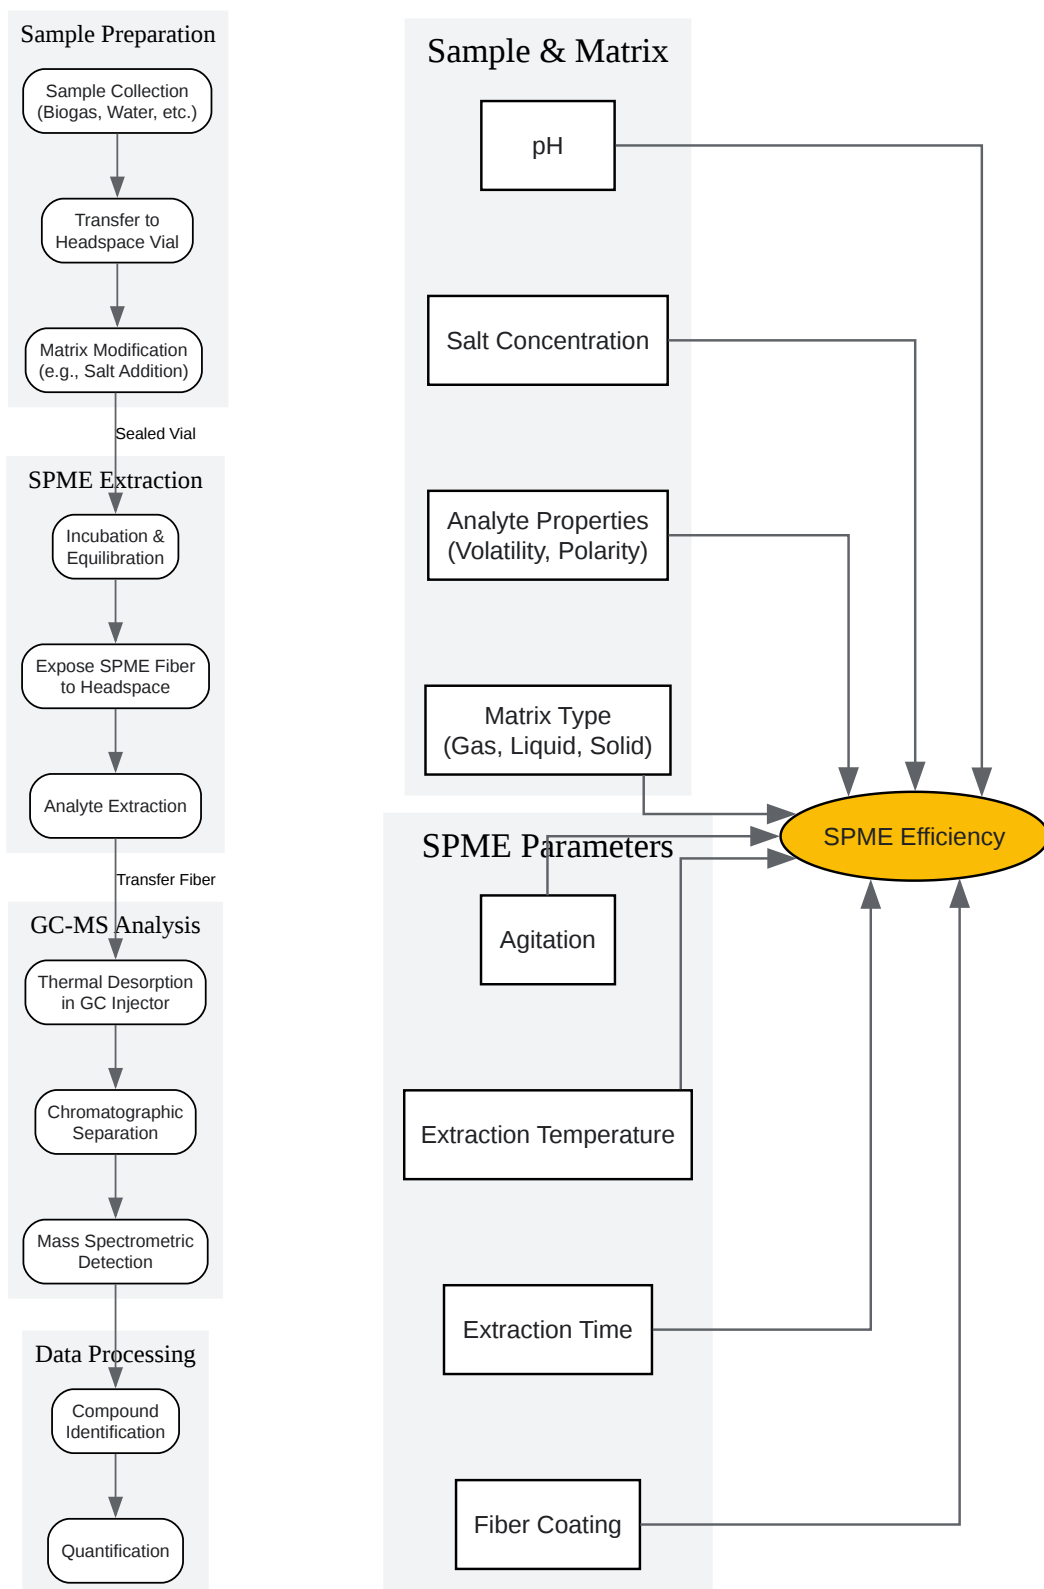 Sample Preparation
Sample Collection
(Biogas, Water, etc.)
Transfer to
Headspace Vial
Matrix Modification
(e.g., Salt Addition)
Sealed Vial
SPME Extraction
Incubation &
Equilibration
Expose SPME Fiber
to Headspace
Analyte Extraction
Transfer Fiber
GC-MS Analysis
Thermal Desorption
in GC Injector
Chromatographic
Separation
Mass Spectrometric
Detection
Data Processing
Compound
Identification
Quantification
Sample & Matrix
pH
Salt Concentration
Analyte Properties
(Volatility, Polarity)
Matrix Type
(Gas, Liquid, Solid)
SPME Parameters
Agitation
Extraction Temperature
Extraction Time
Fiber Coating
SPME Efficiency